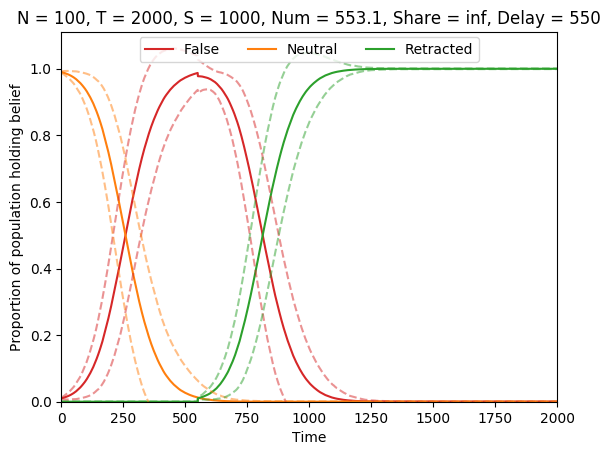 N = 100, T = 2000, S = 1000, Num = 553.1, Share = inf, Delay = 550
False Neutral Retracted
Proportion of population holding belief
1.0
0.8
0.6
0.4
0.2
0.0
0 250 500 750 1000 1250 1500 1750 2000
Time